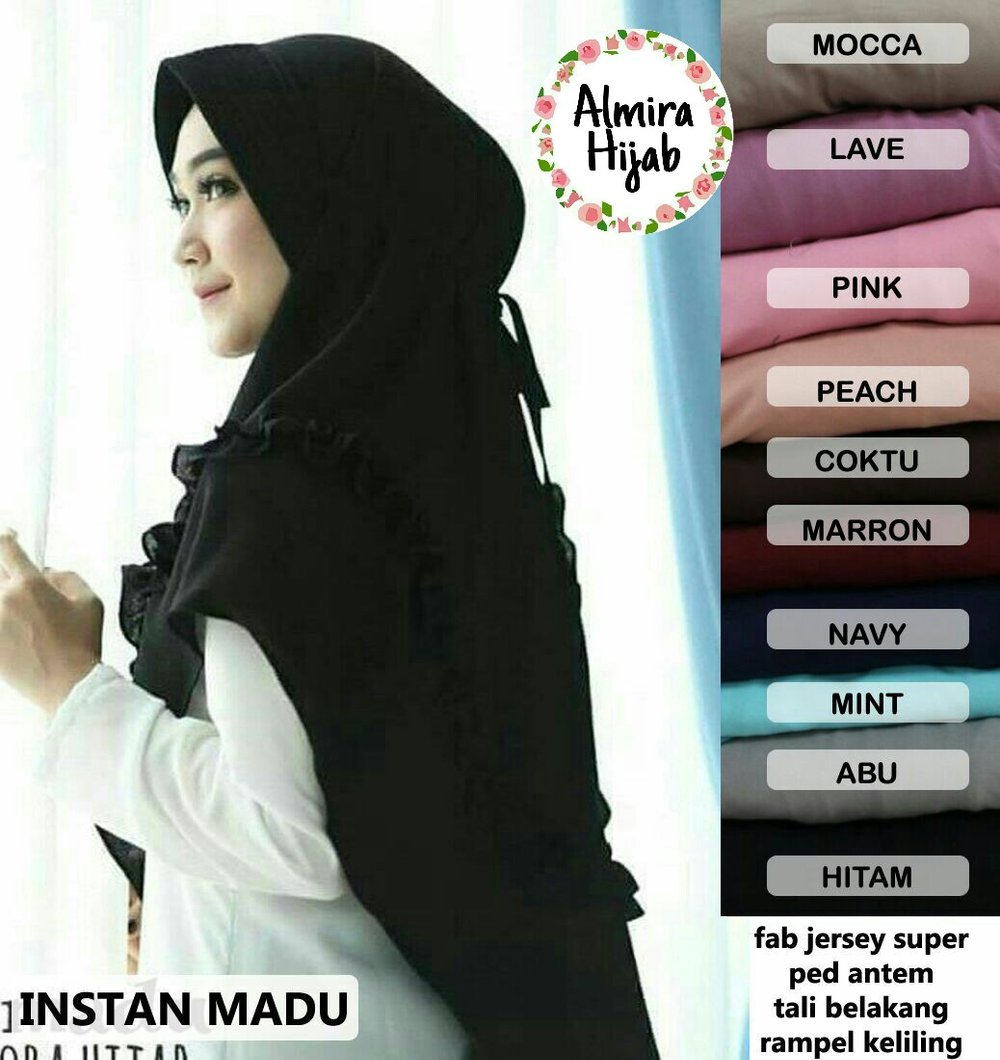 Almira
Hijab
MOCCA
LAVE
PINK
PEACH
COKTU
MARRON
NAVY
MINT
ABU
HITAM
fab jersey super
ped antem
tali belakang
rampel keliling
INSTAN MADU